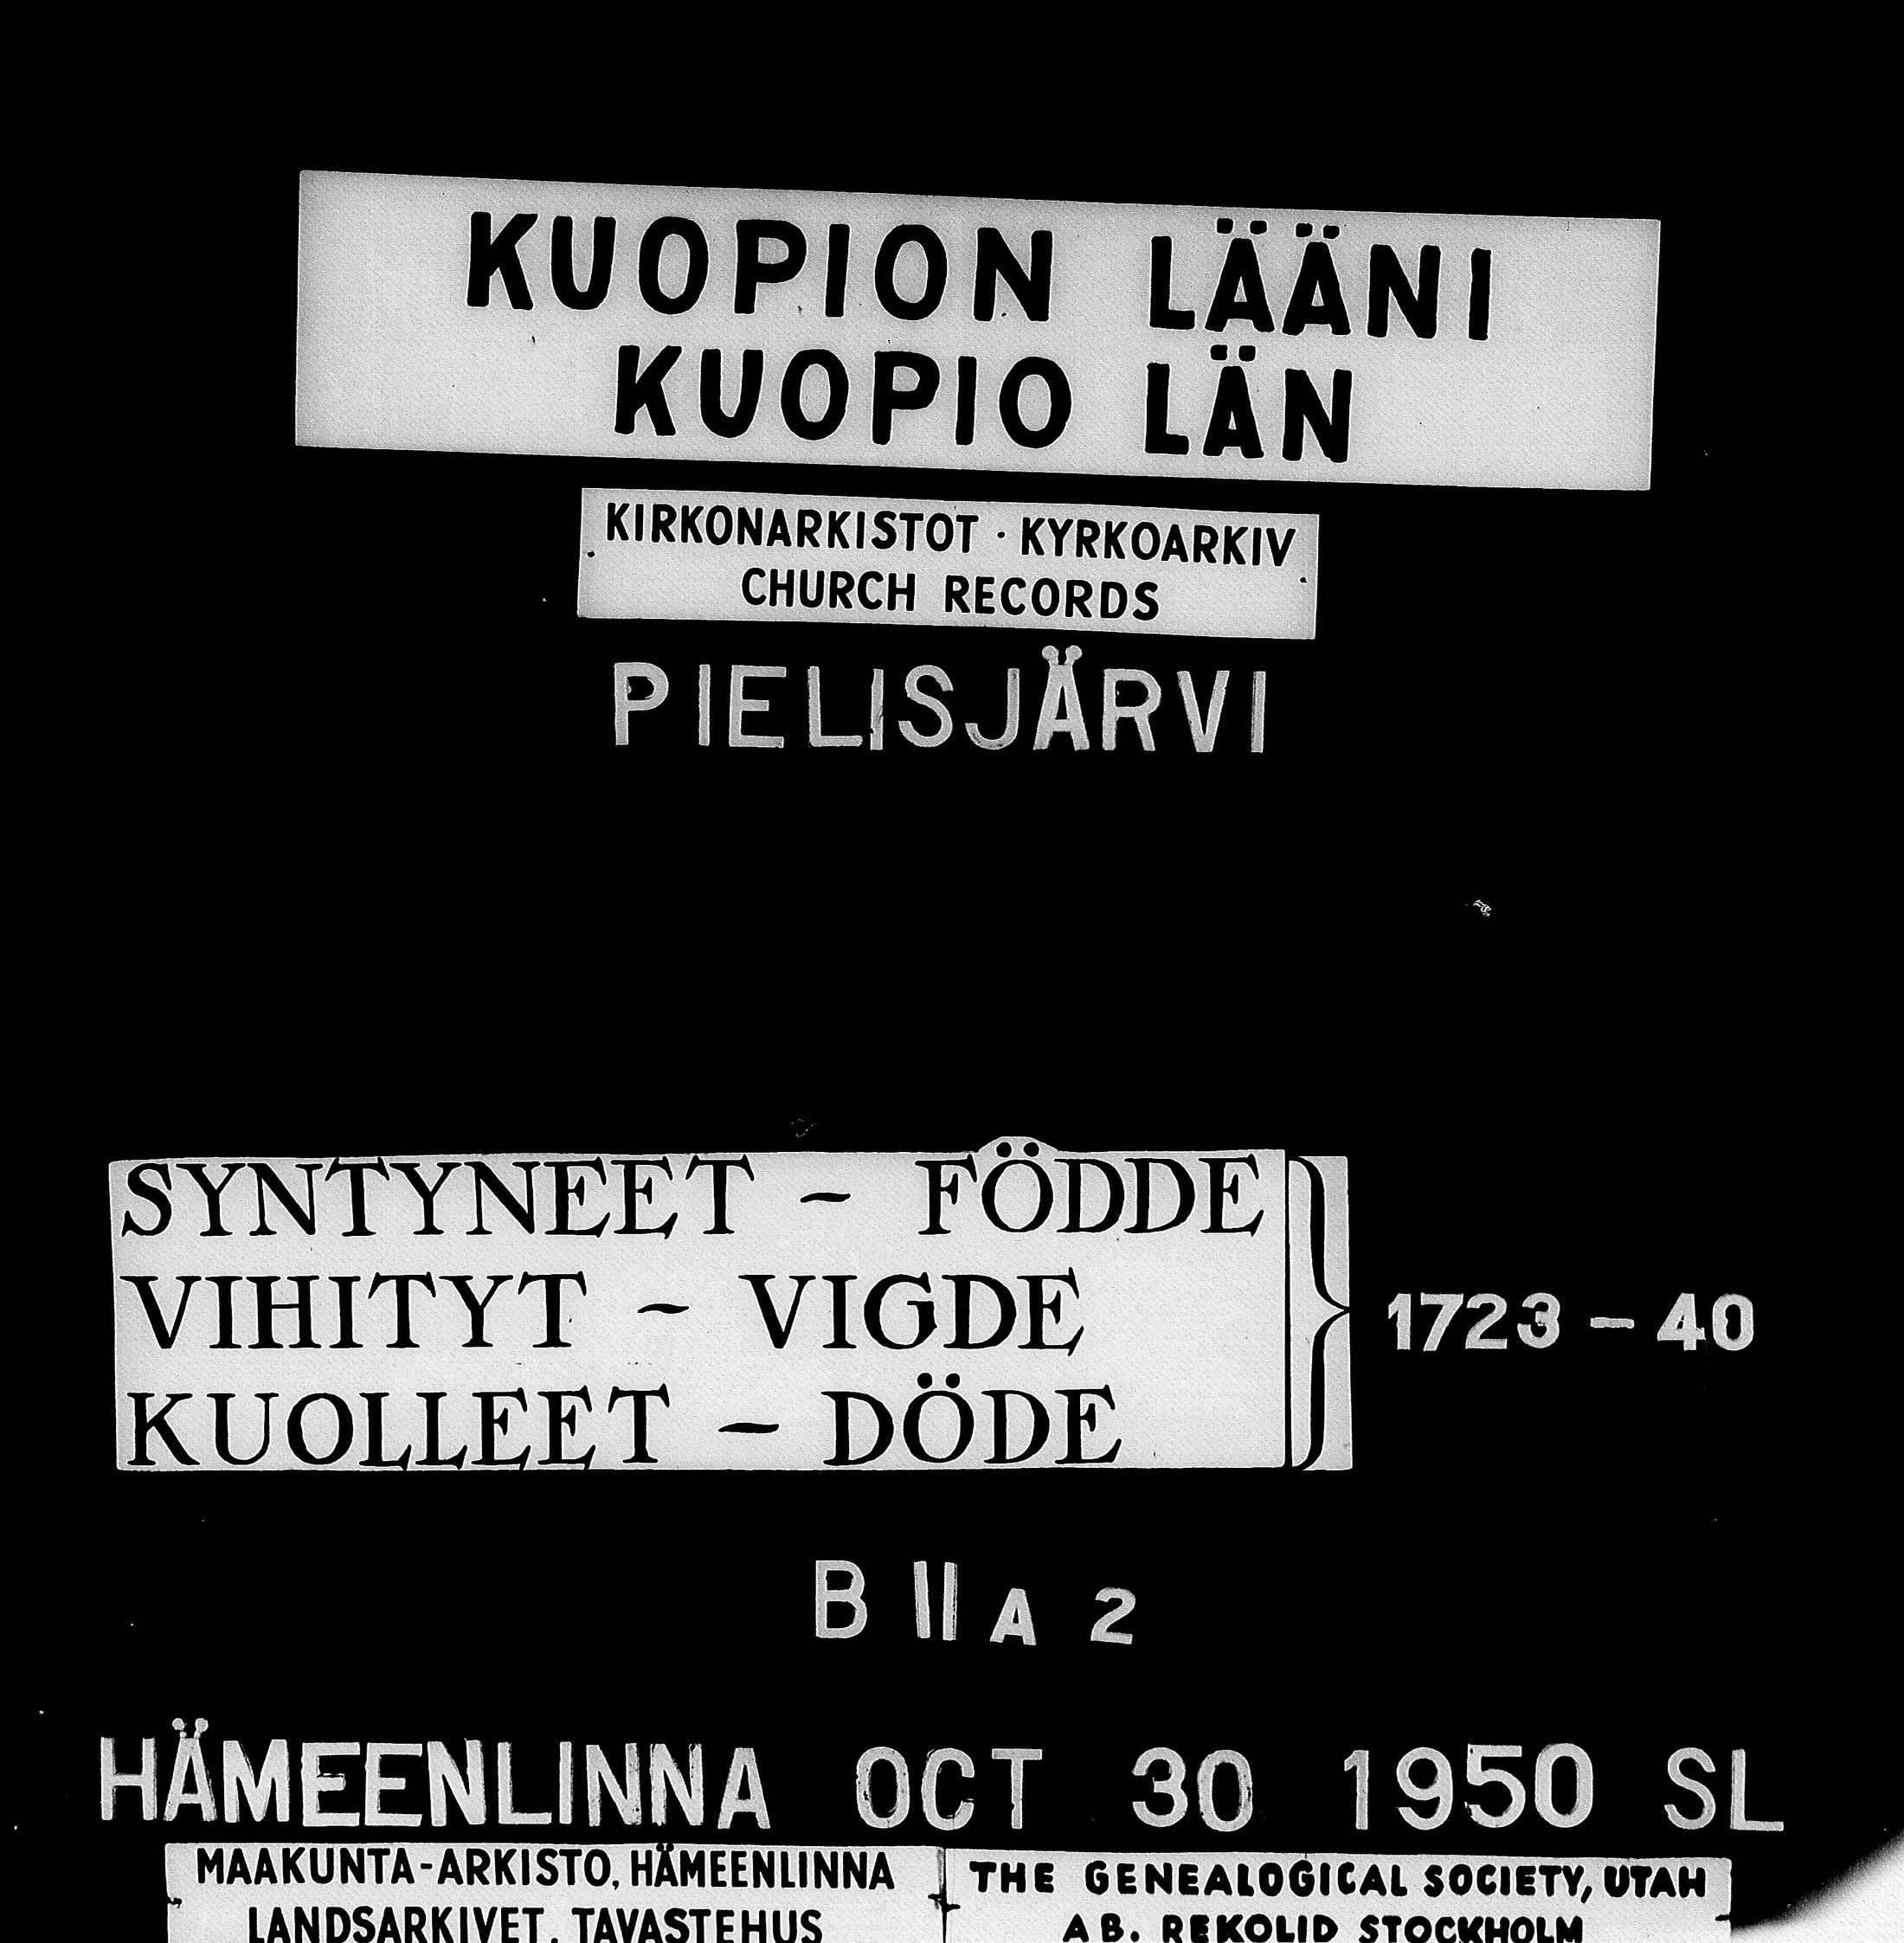 KUOPION LÄÄNI
KUOPIO LÄN
KIRKONARKISTOT · KYRKOARKIV
CHURCH RECORDS
PIELISJÄRVI
SYNTYNEET - FÖDDE
VIHITYT - VIGDE
KUOLLEET - DÖDE
1723 - 40
B II A 2
HÄMEENLINNA OCT 30 1950 SL
MAAKUNTA-ARKISTO, HÄMEENLINNA
LANDSARKIVET, TAVASTEHUS
THE GENEALOGICAL SOCIETY, UTAH
AB. REKOLID STOCKHOLM